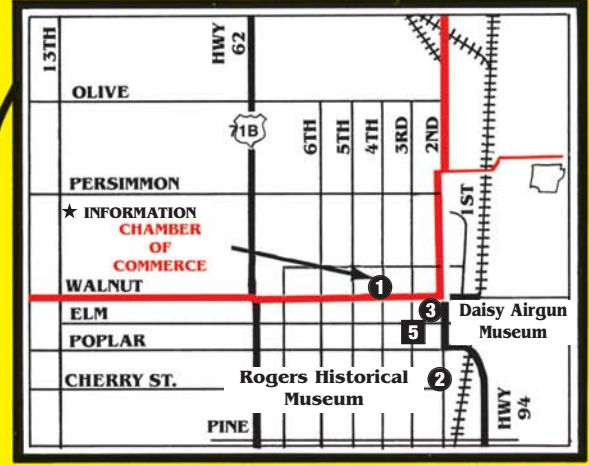 13TH
HWY
62
OLIVE
71B
6TH
5TH
4TH
3RD
2ND
PERSIMMON
1ST
★ INFORMATION
CHAMBER
OF
COMMERCE
WALNUT
1
ELM
3
Daisy Airgun
Museum
5
POPLAR
CHERRY ST.
Rogers Historical
Museum
2
HWY
94
PINE